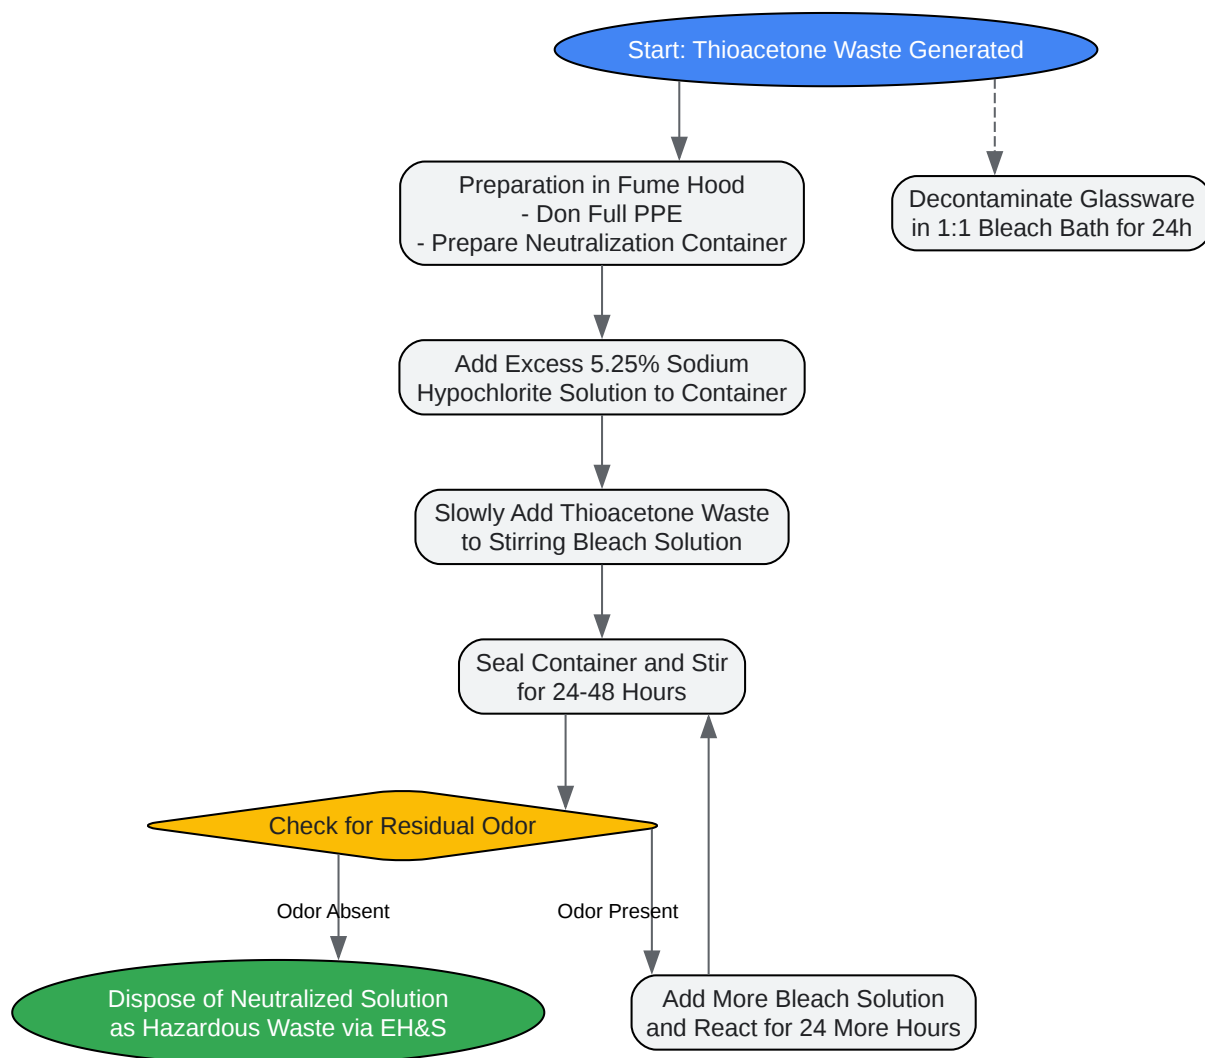 Start: Thioacetone Waste Generated
Preparation in Fume Hood
- Don Full PPE
- Prepare Neutralization Container
Decontaminate Glassware
in 1:1 Bleach Bath for 24h
Add Excess 5.25% Sodium
Hypochlorite Solution to Container
Slowly Add Thioacetone Waste
to Stirring Bleach Solution
Seal Container and Stir
for 24-48 Hours
Check for Residual Odor
Odor Absent
Odor Present
Dispose of Neutralized Solution
as Hazardous Waste via EH&S
Add More Bleach Solution
and React for 24 More Hours